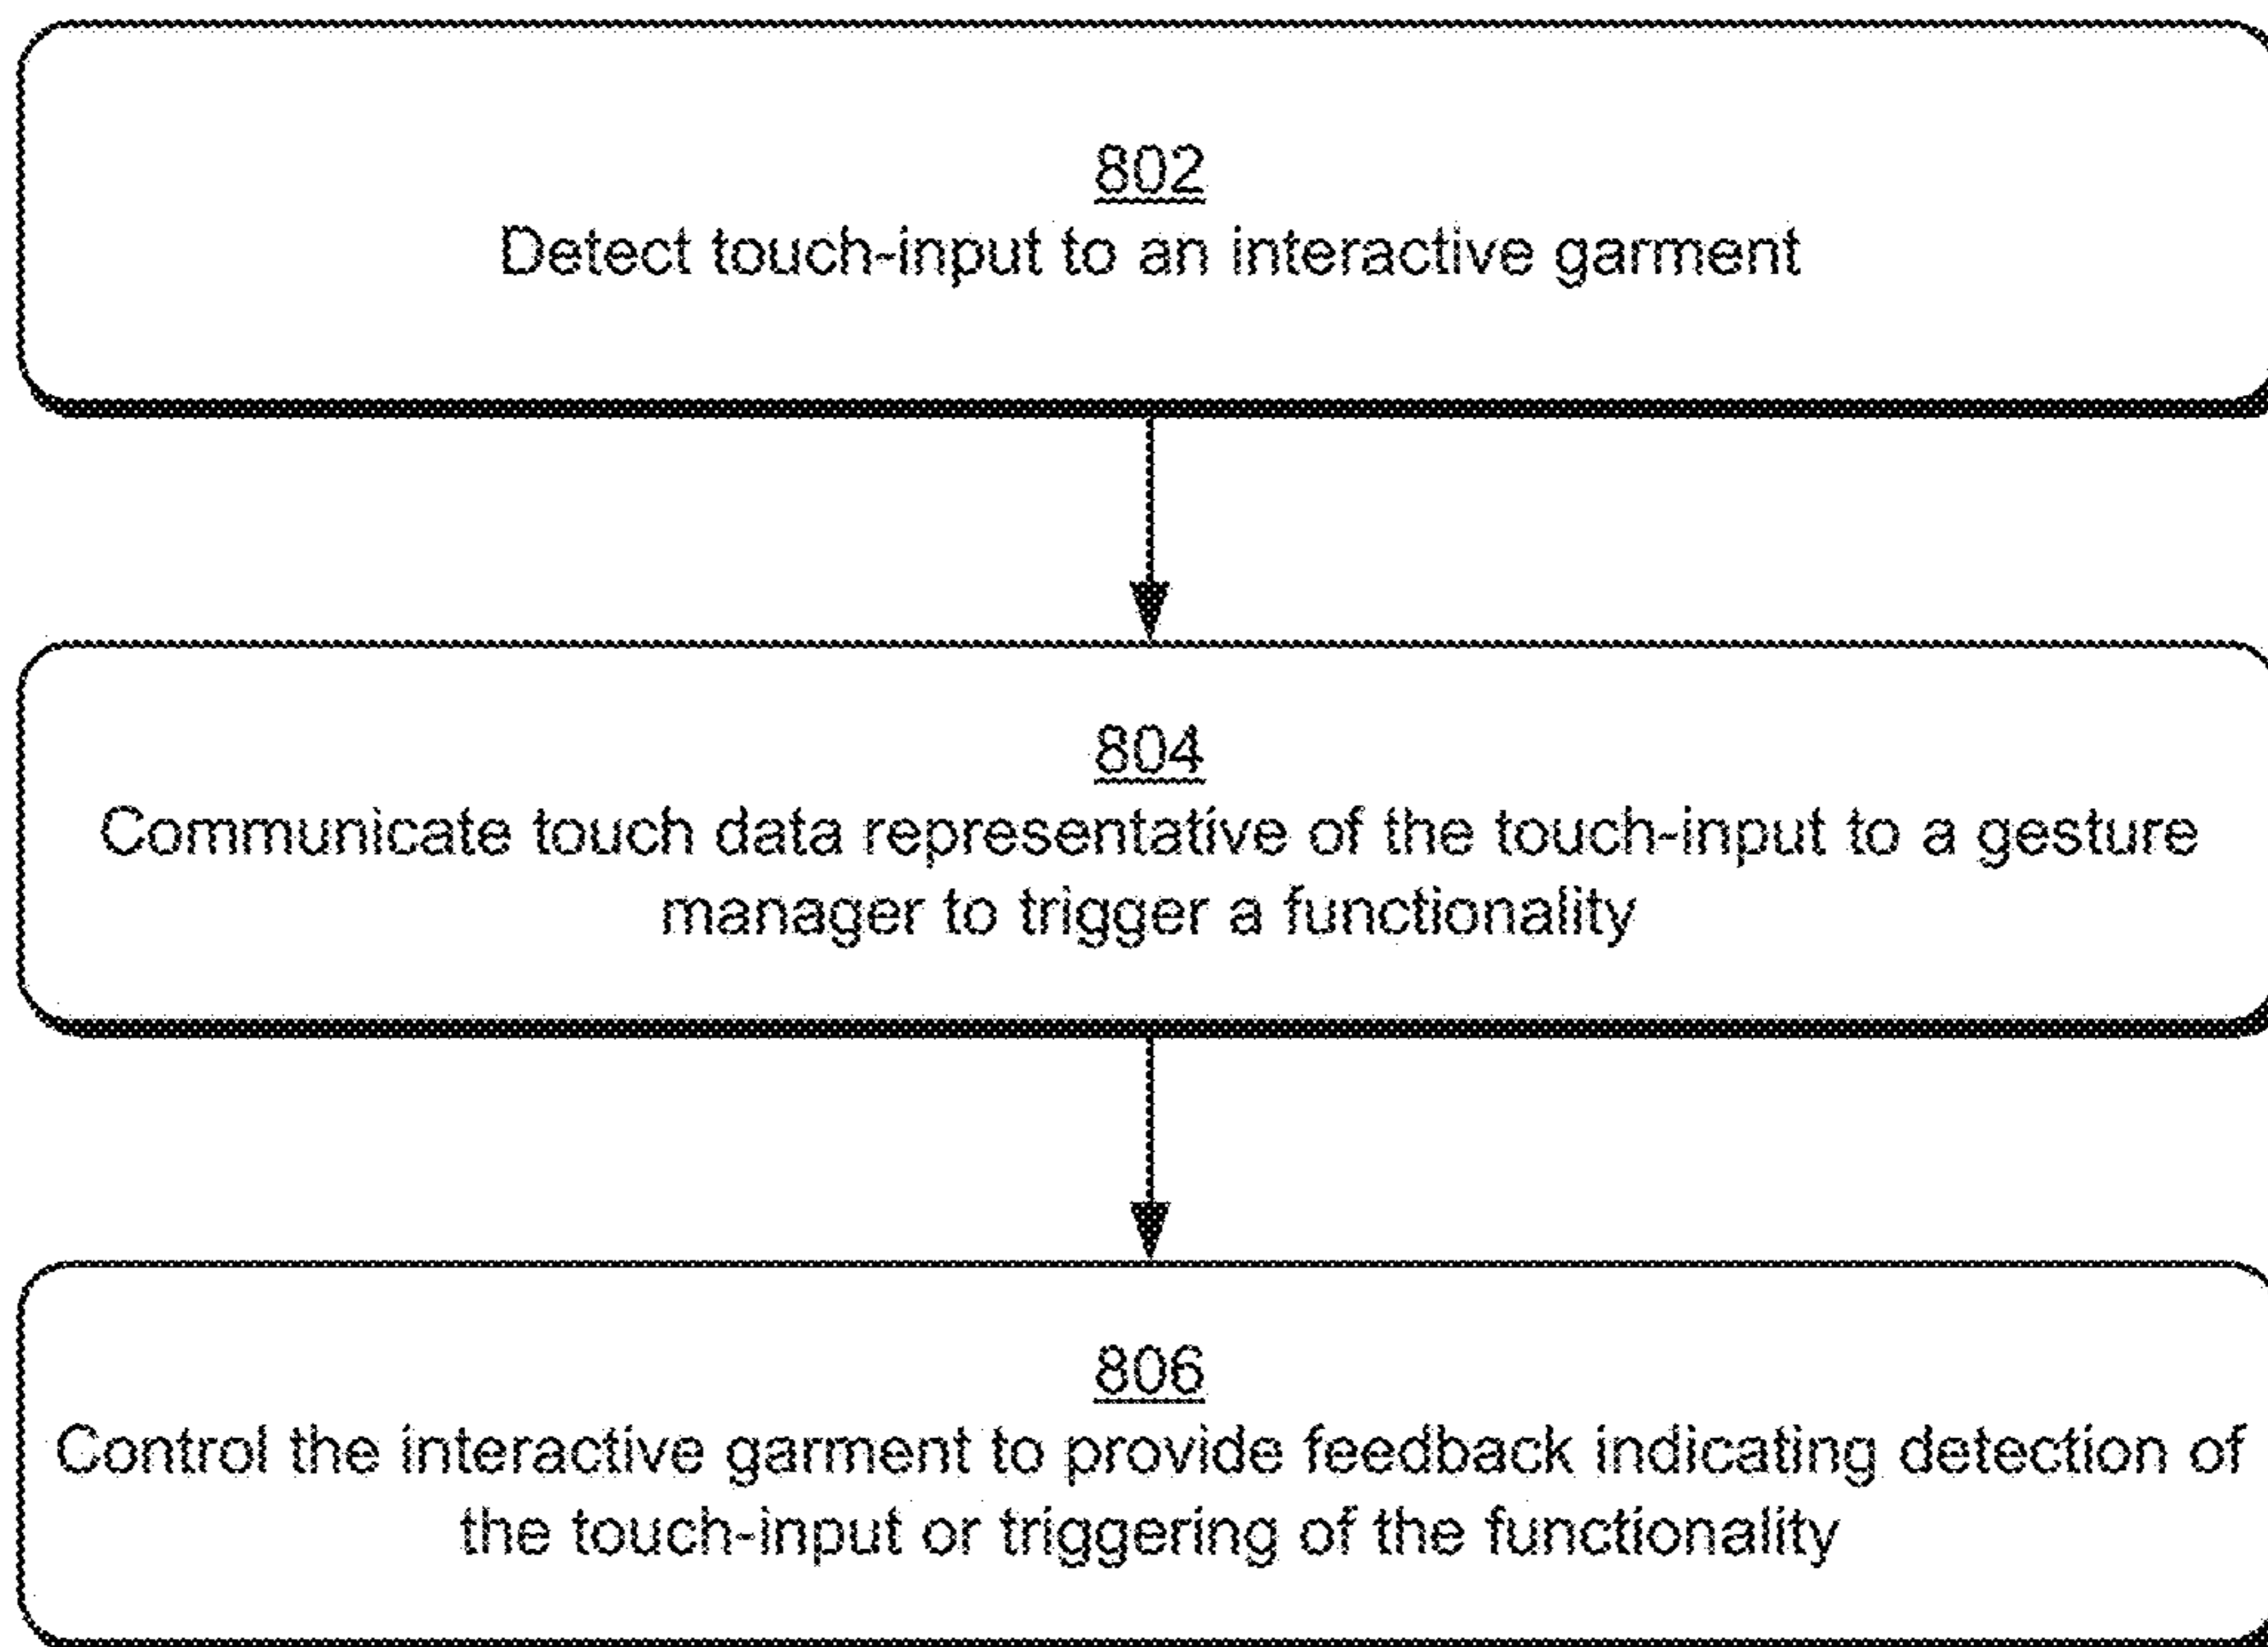 802
Detect touch-input to an interactive garment
804
Communicate touch data representative of the touch-input to a gesture
manager to trigger a functionality
806
Control the interactive garment to provide feedback indicating detection of
the touch-input or triggering of the functionality